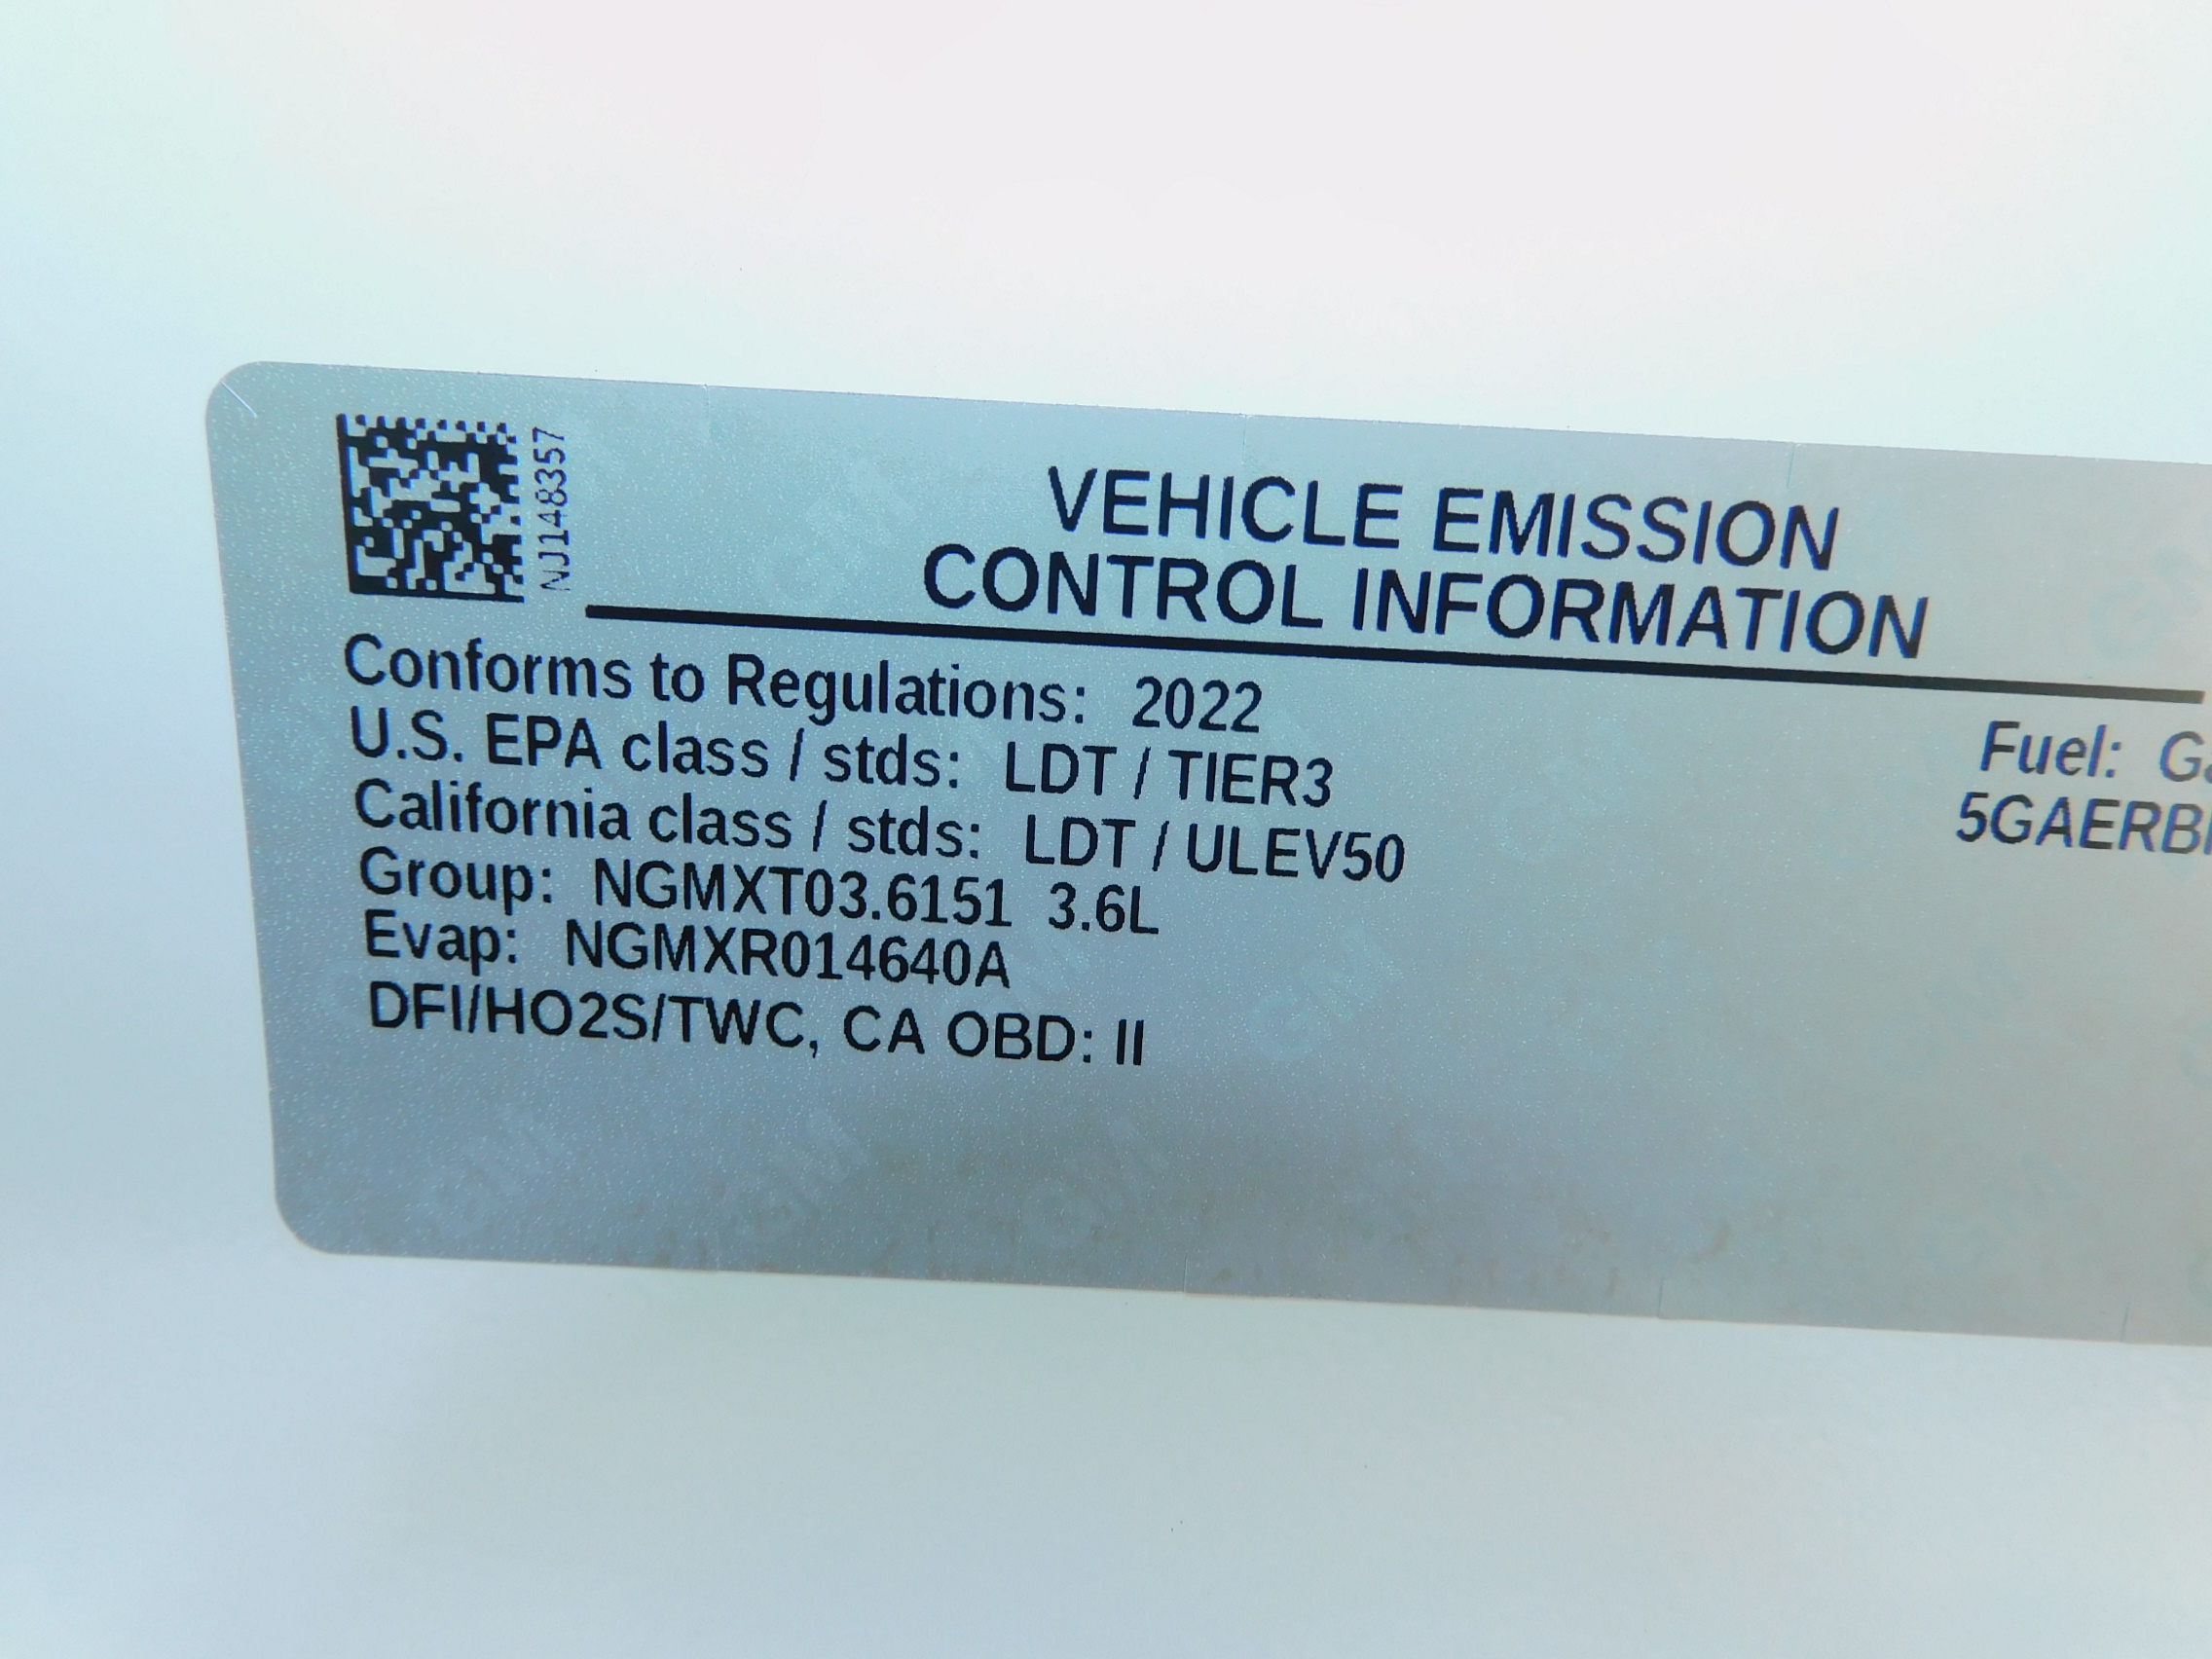 NJ148357
VEHICLE EMISSION
CONTROL INFORMATION
Conforms to Regulations: 2022
U.S. EPA class / stds: LDT / TIER3
California class / stds: LDT / ULEV50
Group: NGMXT03.6151 3.6L
Evap: NGMXR014640A
DFI/HO2S/TWC, CA OBD: II
Fuel: